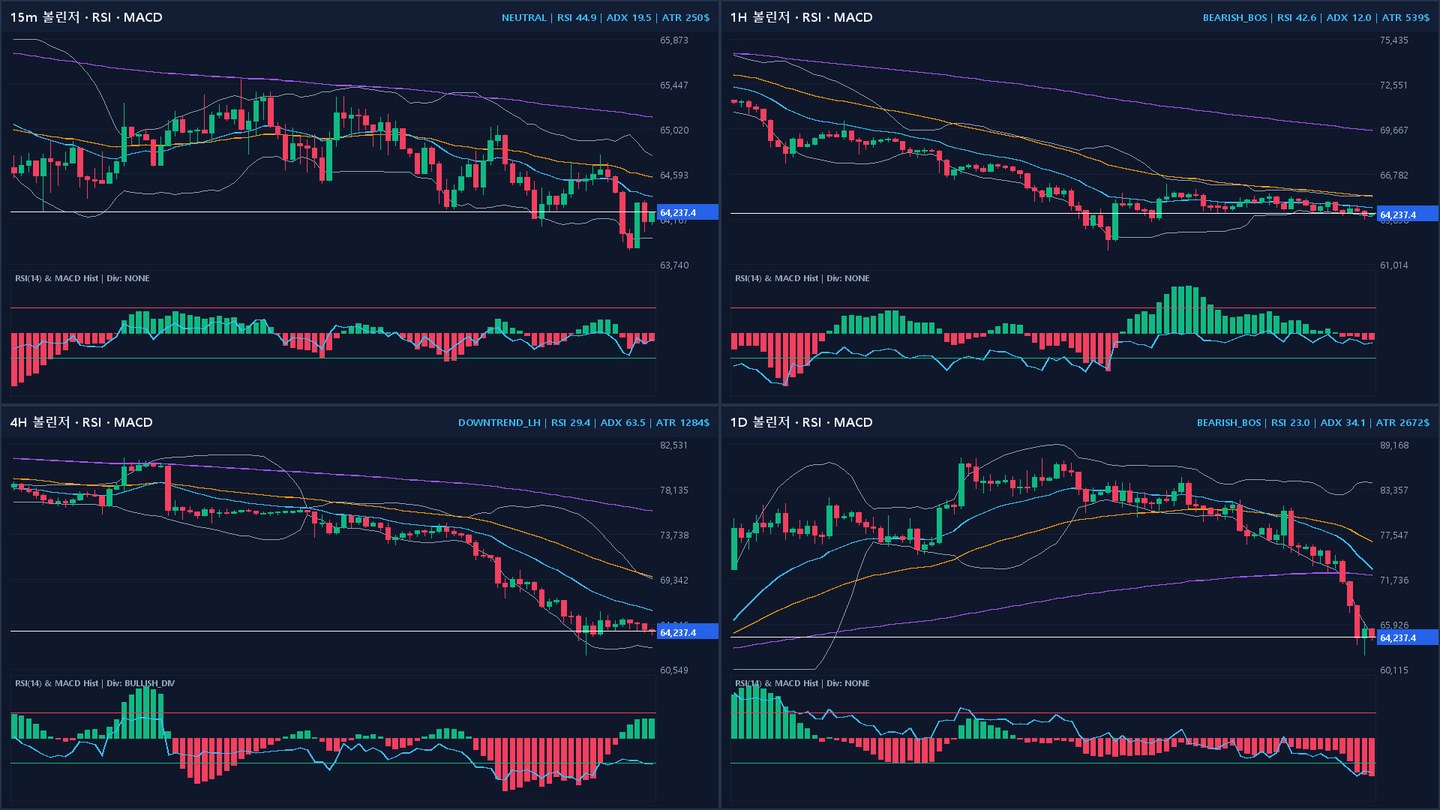 15m 볼린저 · RSI · MACD
NEUTRAL | RSI 44.9 | ADX 19.5 | ATR 250$
65,873
65,447
65,020
64,593
64,237.4
63,740
RSI(14) & MACD Hist | Div: NONE
1H 볼린저 · RSI · MACD
BEARISH_BOS | RSI 42.6 | ADX 12.0 | ATR 539$
75,435
72,551
69,667
66,782
64,237.4
61,014
RSI(14) & MACD Hist | Div: NONE
4H 볼린저 · RSI · MACD
DOWNTREND_LH | RSI 29.4 | ADX 63.5 | ATR 1284$
82,531
78,135
73,738
69,342
64,237.4
60,549
RSI(14) & MACD Hist | Div: BULLISH_DIV
1D 볼린저 · RSI · MACD
BEARISH_BOS | RSI 23.0 | ADX 34.1 | ATR 2672$
89,168
83,357
77,547
71,736
65,926
64,237.4
60,115
RSI(14) & MACD Hist | Div: NONE